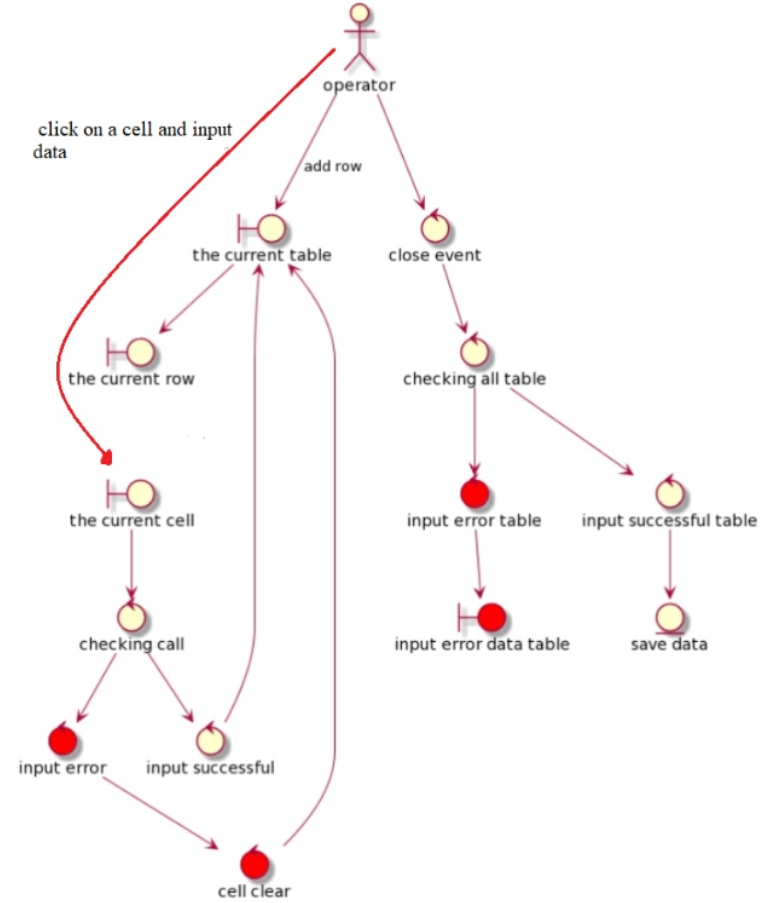 operator
click on a cell and input
data
add row
the current table
close event
the current row
checking all table
the current cell
input error table
input successful table
checking call
input error data table
save data
input error
input successful
cell clear